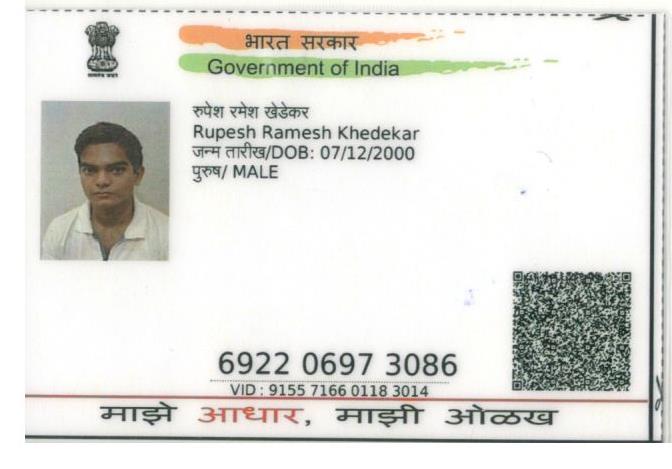 भारत सरकार
Government of India
रुपेश रमेश खेडेकर
Rupesh Ramesh Khedekar
जन्म तारीख/DOB: 07/12/2000
पुरुष/ MALE
6922 0697 3086
VID : 9155 7166 0118 3014
माझे आधार, माझी ओळख